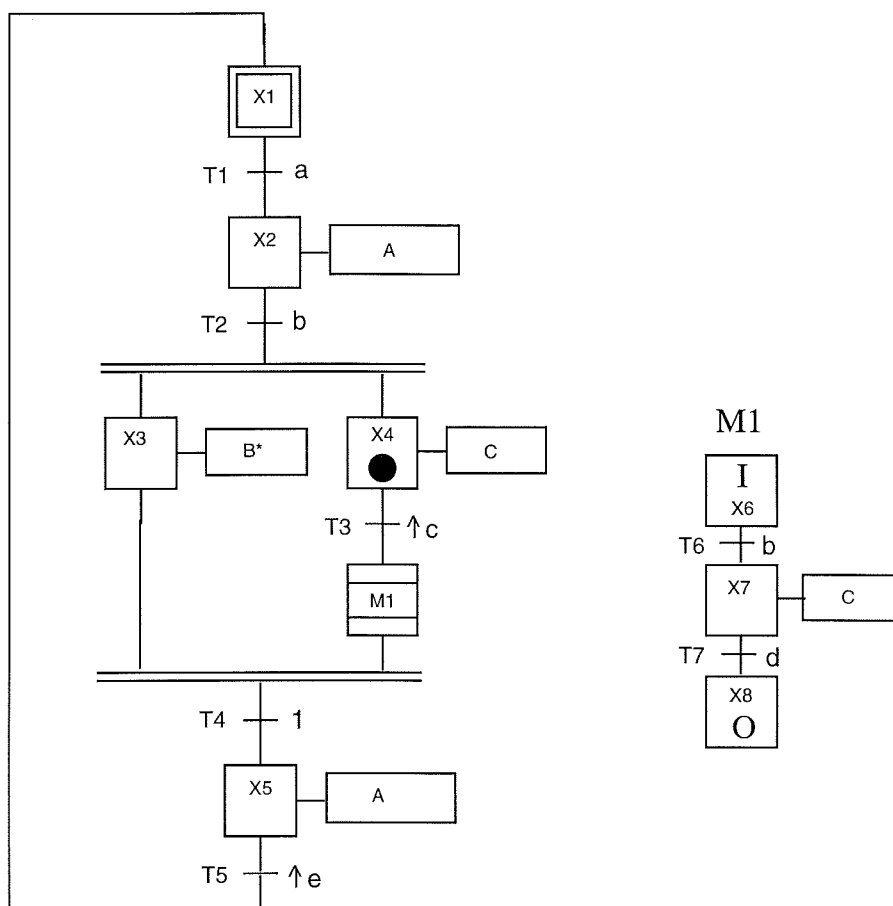 X1
T1 a
X2 A
T2 b
X3 B* X4 C
T3 ↑c
M1
T4 1
X5 A
T5 ↑e
M1
I
X6
T6 b
X7 C
T7 d
X8
O